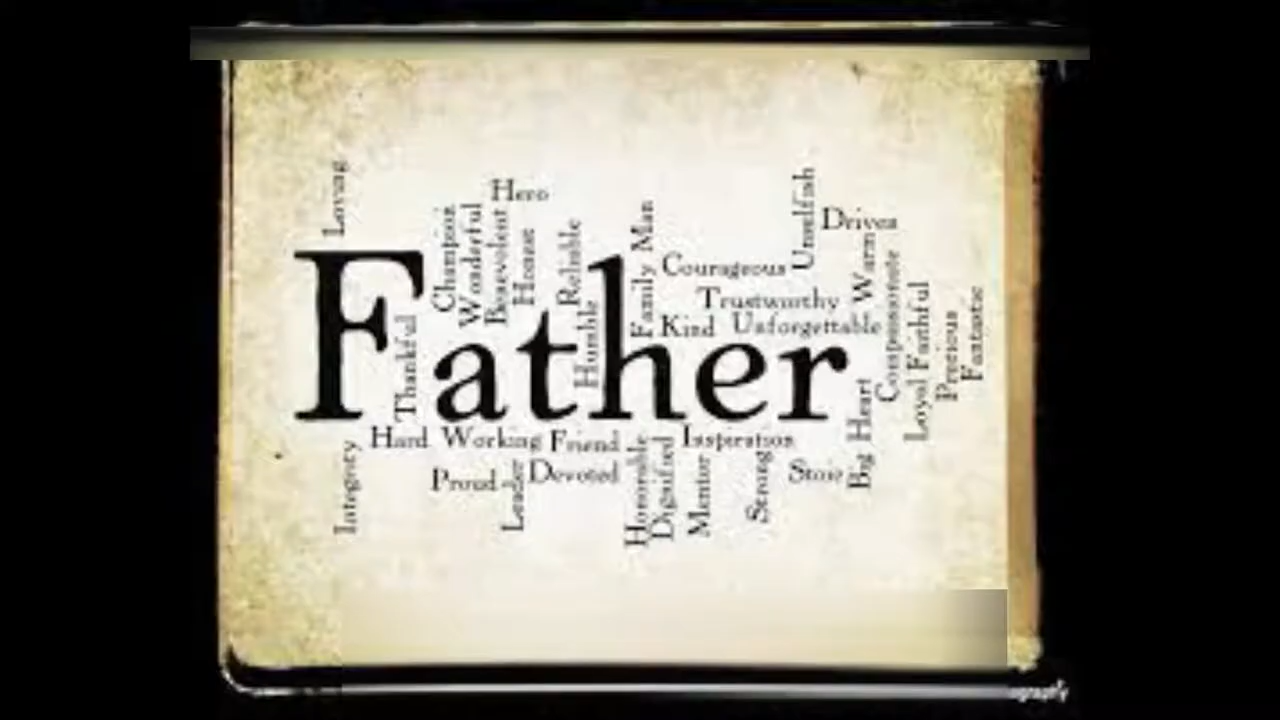 Loving
Hero
Champion
Wonderful
Benevolent
Honest
Reliable
Family Man
Unselfish
Driven
Courageous
Warm
Trustworthy
Kind
Unforgettable
Compassionate
Loyal
Faithful
Precious
Fantastic
Father
Thankful
Humble
Big Heart
Hard Working
Friend
Inspiration
Integrity
Proud
Leader
Devoted
Honorable
Dignified
Mentor
Strong
Stoic